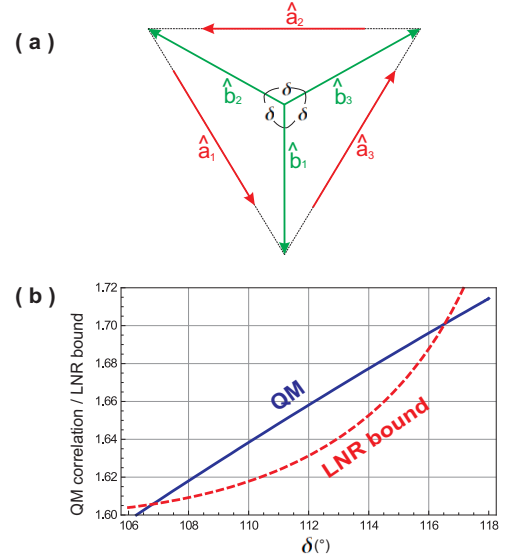 ( a )
â₂
δ
b̂₂
b̂₃
δ
δ
â₁
b̂₁
â₃
( b )
QM correlation / LNR bound
1.72
1.70
1.68
1.66
1.64
1.62
1.60
QM
LNR bound
106
108
110
112
114
116
118
δ(°)